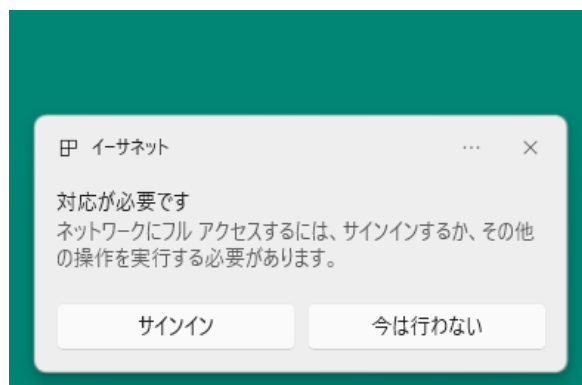 イーサネット
対応が必要です
ネットワークにフル アクセスするには、サインインするか、その他
の操作を実行する必要があります。
サインイン
今は行わない